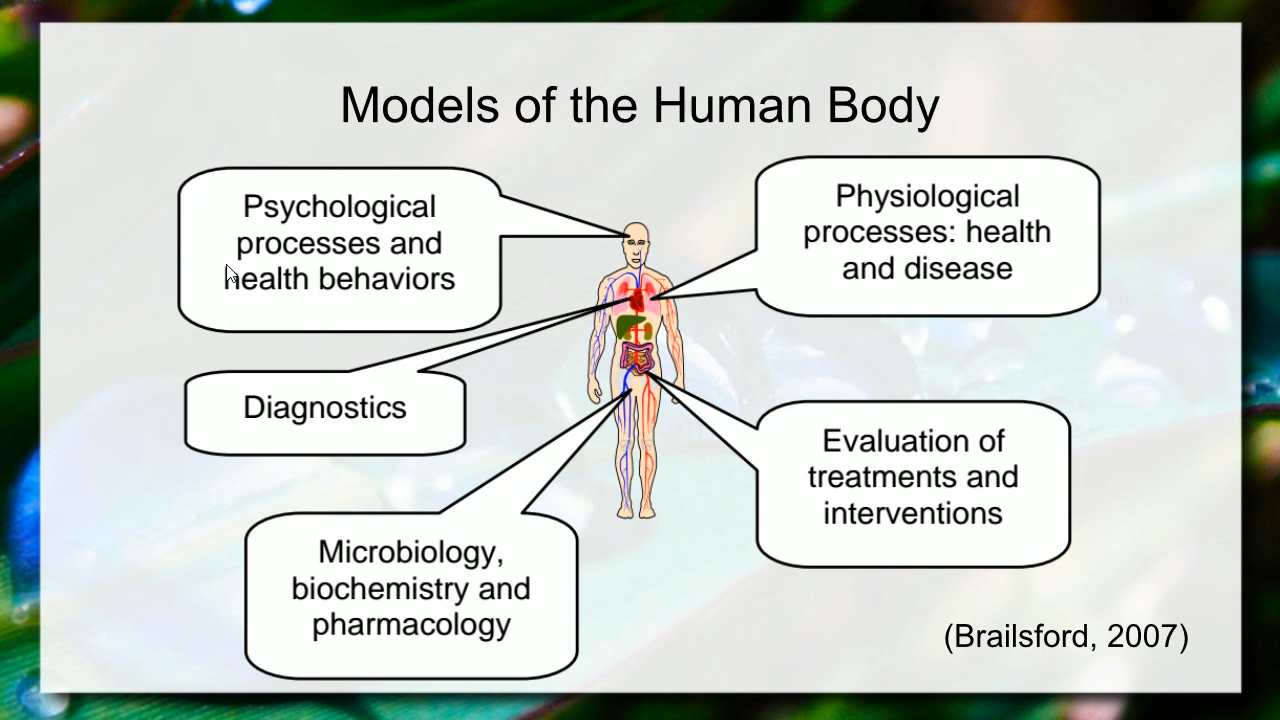 Models of the Human Body
Psychological
processes and
health behaviors
Physiological
processes: health
and disease
Diagnostics
Evaluation of
treatments and
interventions
Microbiology,
biochemistry and
pharmacology
(Brailsford, 2007)